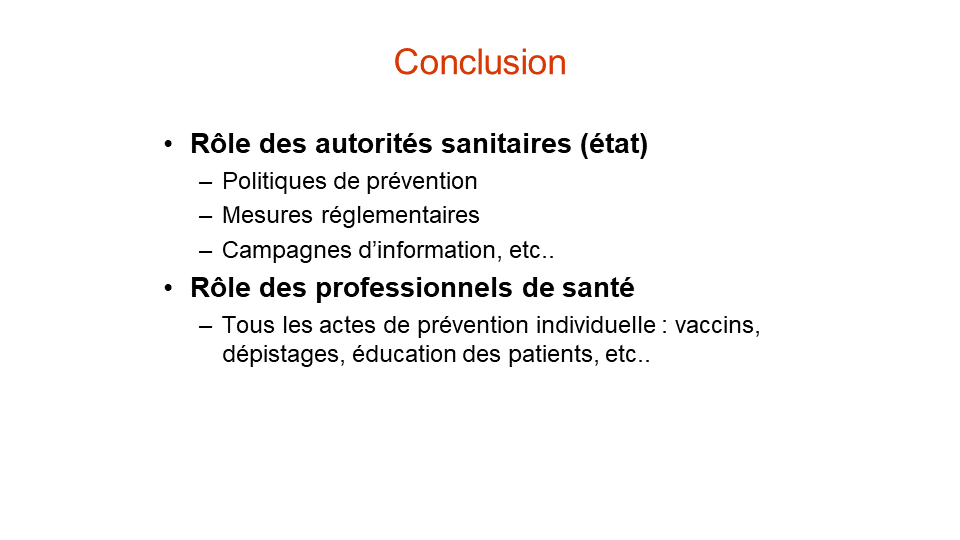 Conclusion
• Rôle des autorités sanitaires (état)
– Politiques de prévention
– Mesures réglementaires
– Campagnes d’information, etc..
• Rôle des professionnels de santé
– Tous les actes de prévention individuelle : vaccins,
dépistages, éducation des patients, etc..